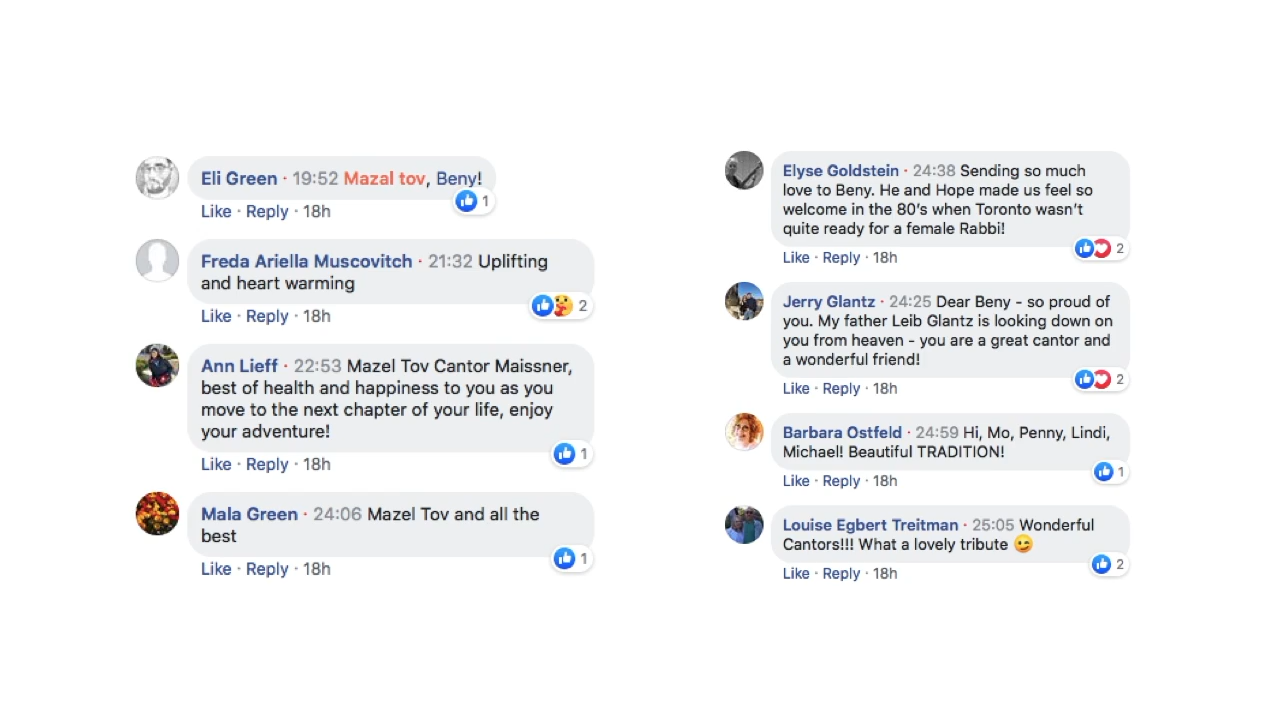 Eli Green · 19:52 Mazal tov, Beny!
1
Like · Reply · 18h
Freda Ariella Muscovitch · 21:32 Uplifting
and heart warming
2
Like · Reply · 18h
Ann Lieff · 22:53 Mazel Tov Cantor Maissner,
best of health and happiness to you as you
move to the next chapter of your life, enjoy
your adventure!
1
Like · Reply · 18h
Mala Green · 24:06 Mazel Tov and all the
best
1
Like · Reply · 18h
Elyse Goldstein · 24:38 Sending so much
love to Beny. He and Hope made us feel so
welcome in the 80's when Toronto wasn't
quite ready for a female Rabbi!
2
Like · Reply · 18h
Jerry Glantz · 24:25 Dear Beny - so proud of
you. My father Leib Glantz is looking down on
you from heaven - you are a great cantor and
a wonderful friend!
2
Like · Reply · 18h
Barbara Ostfeld · 24:59 Hi, Mo, Penny, Lindi,
Michael! Beautiful TRADITION!
1
Like · Reply · 18h
Louise Egbert Treitman · 25:05 Wonderful
Cantors!!! What a lovely tribute 😉
2
Like · Reply · 18h